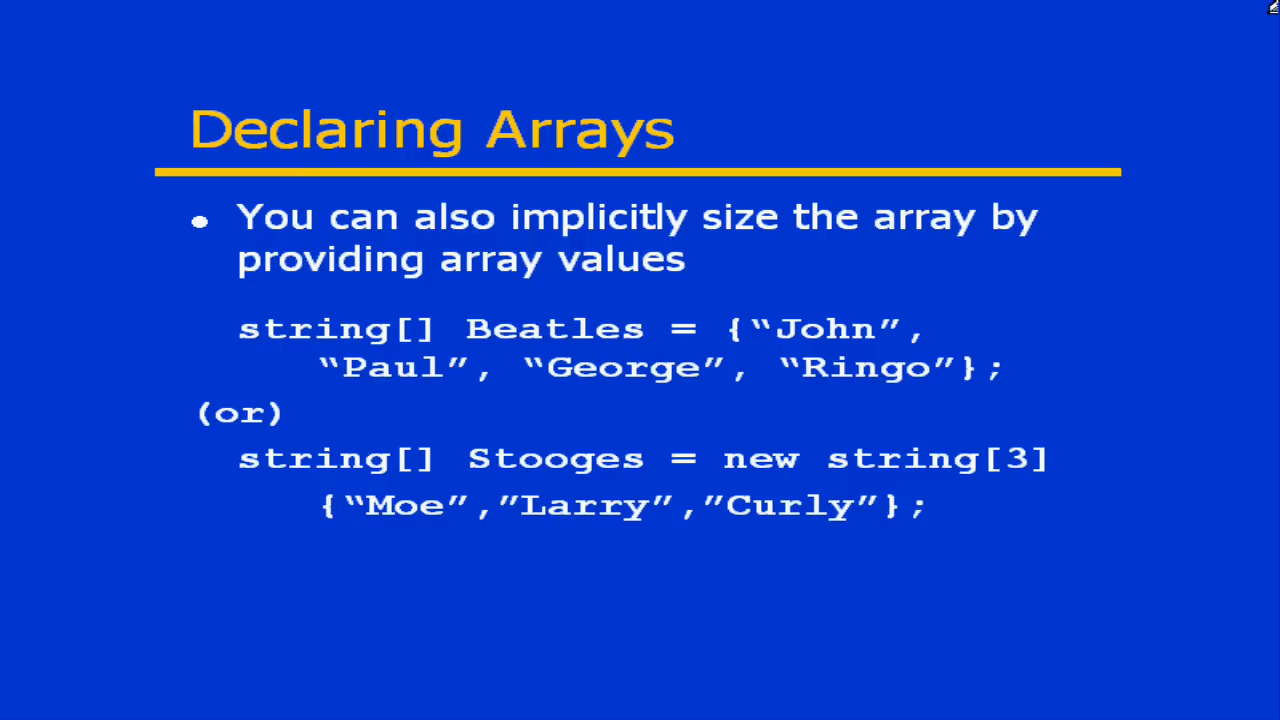 Declaring Arrays
• You can also implicitly size the array by
providing array values
string[] Beatles = {“John”,
“Paul”, “George”, “Ringo”};
(or)
string[] Stooges = new string[3]
{“Moe”,”Larry”,”Curly”};